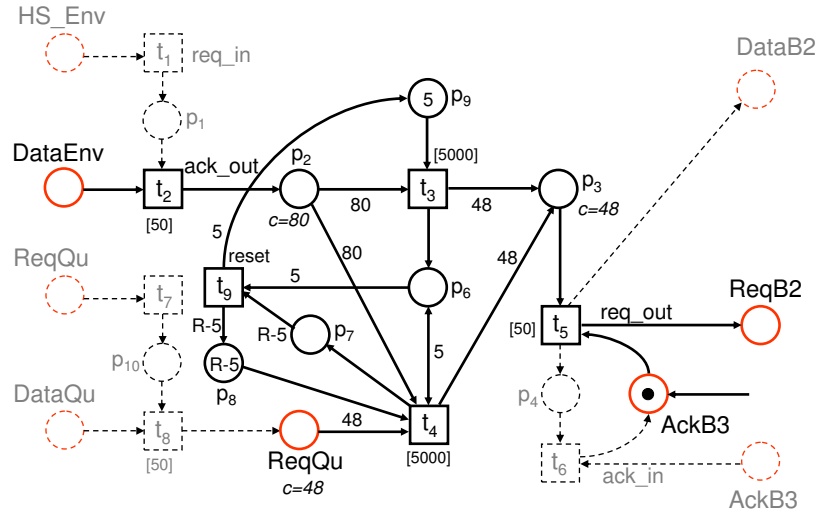 HS_Env
t1
req_in
p1
DataEnv
t2
ack_out
[50]
p2
c=80
80
80
5
p9
[5000]
t3
48
p3
c=48
48
DataB2
5
reset
t9
5
p6
R-5
R-5
p7
R-5
p8
5
t4
[5000]
ReqQu
t7
p10
DataQu
t8
[50]
ReqQu
c=48
48
[50]
t5
req_out
ReqB2
p4
AckB3
t6
ack_in
AckB3